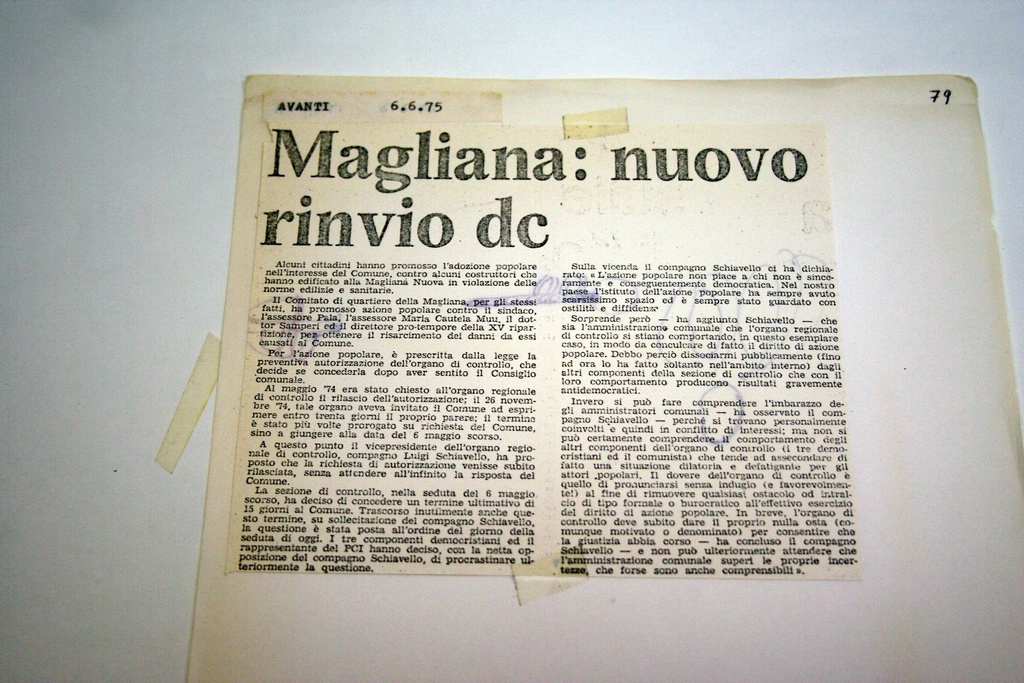 AVANTI 6.6.75
79
Magliana: nuovo
rinvio dc
Alcuni cittadini hanno promosso l'adozione popolare
nell'interesse del Comune, contro alcuni costruttori che
hanno edificato alla Magliana Nuova in violazione delle
norme edilizie e sanitarie.
Il Comitato di quartiere della Magliana, per gli stessi
fatti, ha promosso azione popolare contro il sindaco,
l'assessore Pala, l'assessore Maria Cautela Muu, il dot-
tor Samperi ed il direttore pro-tempore della XV ripar-
tizione, per ottenere il risarcimento dei danni da essi
causati al Comune.
Per l'azione popolare, è prescritta dalla legge la
preventiva autorizzazione dell'organo di controllo, che
decide se concederla dopo aver sentito il Consiglio
comunale.
Al maggio '74 era stato chiesto all'organo regionale
di controllo il rilascio dell'autorizzazione; il 26 novem-
bre '74, tale organo aveva invitato il Comune ad espri-
mere entro trenta giorni il proprio parere; il termine
è stato più volte prorogato su richiesta del Comune,
sino a giungere alla data del 6 maggio scorso.
A questo punto il vicepresidente dell'organo regio-
nale di controllo, compagno Luigi Schiavello, ha pro-
posto che la richiesta di autorizzazione venisse subito
rilasciata, senza attendere all'infinito la risposta del
Comune.
La sezione di controllo, nella seduta del 6 maggio
scorso, ha deciso di concedere un termine ultimativo di
15 giorni al Comune. Trascorso inutilmente anche que-
sto termine, su sollecitazione del compagno Schiavello,
la questione è stata posta all'ordine del giorno della
seduta di oggi. I tre componenti democristiani ed il
rappresentante del PCI hanno deciso, con la netta op-
posizione del compagno Schiavello, di procrastinare ul-
teriormente la questione.
Sulla vicenda il compagno Schiavello ci ha dichia-
rato: « L'azione popolare non piace a chi non è since-
ramente e conseguentemente democratica. Nel nostro
paese l'istituto dell'azione popolare ha sempre avuto
scarsissimo spazio ed è sempre stato guardato con
ostilità e diffidenza
Sorprende però — ha aggiunto Schiavello — che
sia l'amministrazione comunale che l'organo regionale
di controllo si stiano comportando, in questo esemplare
caso, in modo da conculcare di fatto il diritto di azione
popolare. Debbo perciò dissociarmi pubblicamente (fino
ad ora lo ha fatto soltanto nell'ambito interno) dagli
altri componenti della sezione di controllo che con il
loro comportamento producono risultati gravemente
antidemocratici.
Invero si può fare comprendere l'imbarazzo de-
gli amministratori comunali — ha osservato il com-
pagno Schiavello — perché si trovano personalmente
coinvolti e quindi in conflitto di interessi; ma non si
può certamente comprendere il comportamento degli
altri componenti dell'organo di controllo (i tre demo-
cristiani ed il comunista) che tende ad assecondare di
fatto una situazione dilatoria e defatigante per gli
attori popolari. Il dovere dell'organo di controllo è
quello di pronunciarsi senza indugio (e favorevolmen-
te!) al fine di rimuovere qualsiasi ostacolo od intral-
cio di tipo formale o burocratico all'effettivo esercizio
del diritto di azione popolare. In breve, l'organo di
controllo deve subito dare il proprio nulla osta (co-
munque motivato o denominato) per consentire che
la giustizia abbia corso — ha concluso il compagno
Schiavello — e non può ulteriormente attendere che
l'amministrazione comunale superi le proprie incer-
tezze, che forse sono anche comprensibili ».